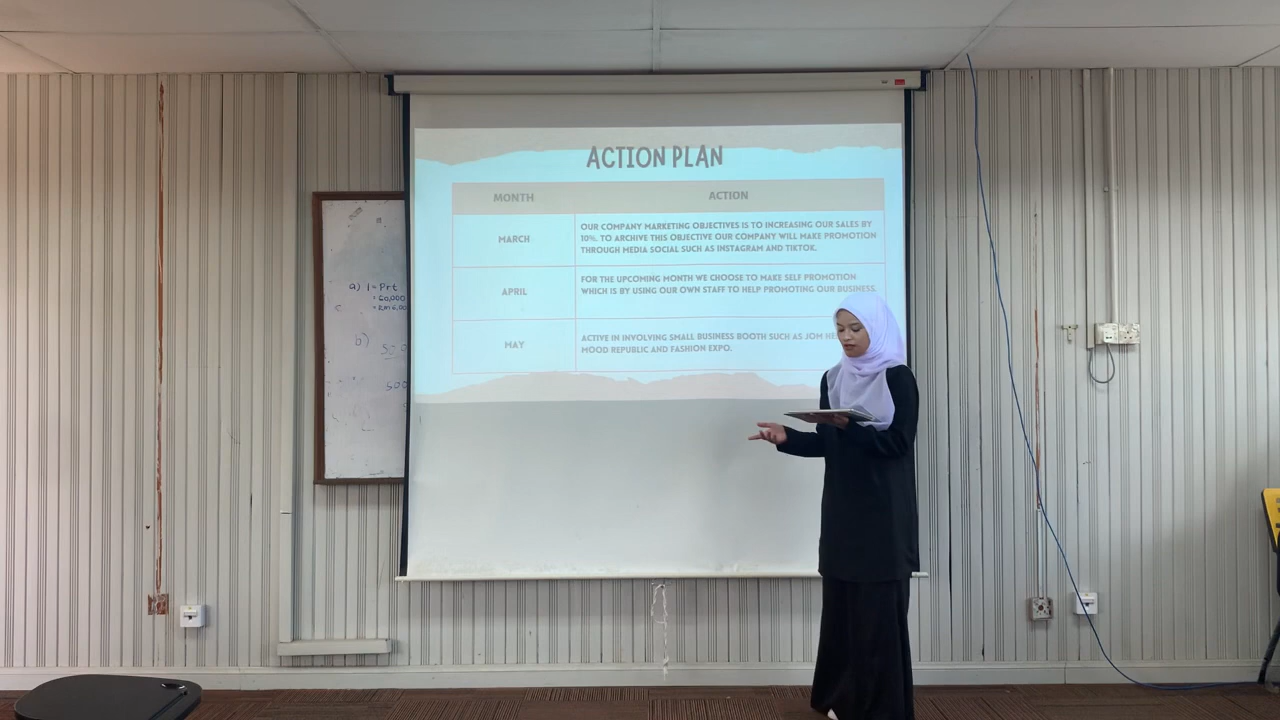 ACTION PLAN
MONTH ACTION
MARCH
OUR COMPANY MARKETING OBJECTIVES IS TO INCREASING OUR SALES BY
10%. TO ARCHIVE THIS OBJECTIVE OUR COMPANY WILL MAKE PROMOTION
THROUGH MEDIA SOCIAL SUCH AS INSTAGRAM AND TIKTOK.
APRIL
FOR THE UPCOMING MONTH WE CHOOSE TO MAKE SELF PROMOTION
WHICH IS BY USING OUR OWN STAFF TO HELP PROMOTING OUR BUSINESS.
MAY
ACTIVE IN INVOLVING SMALL BUSINESS BOOTH SUCH AS JOM
MOOD REPUBLIC AND FASHION EXPO.
a) I = Prt
= 60,000
b)